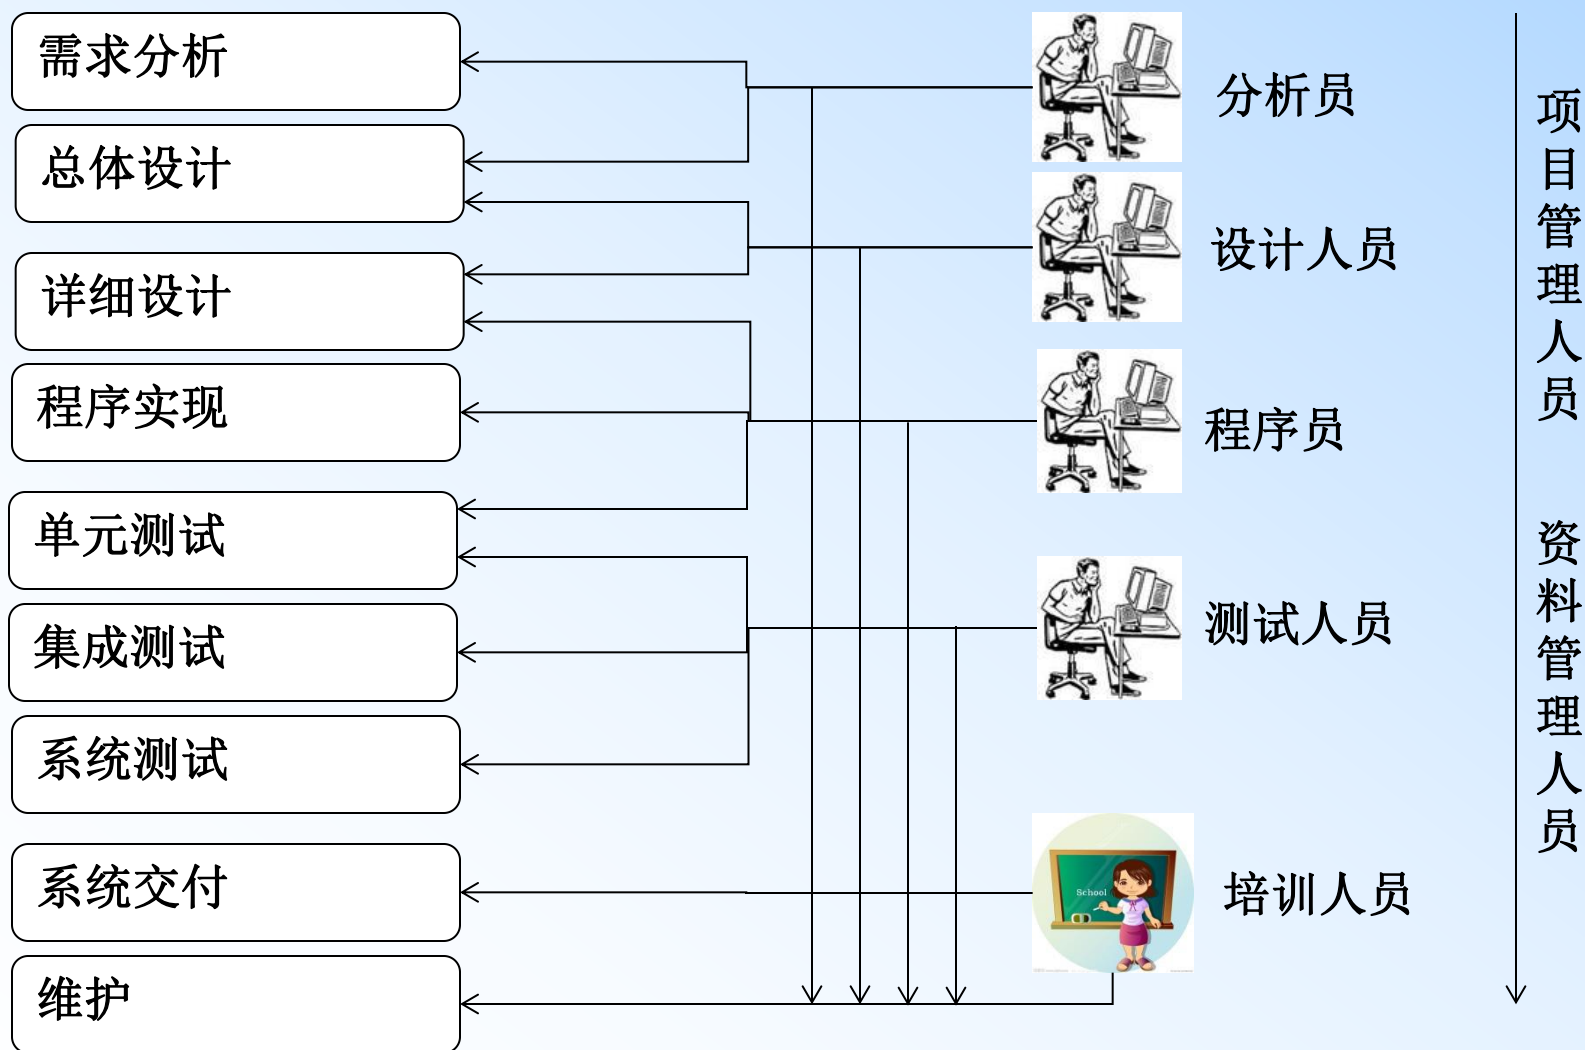 需求分析
总体设计
详细设计
程序实现
单元测试
集成测试
系统测试
系统交付
维护
分析员
设计人员
程序员
测试人员
School
培训人员
项目管理人员
资料管理人员